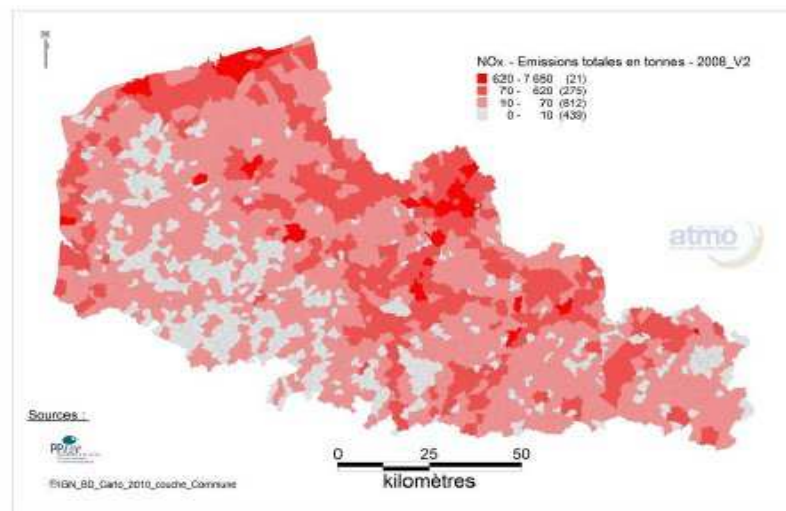 NOx - Emissions totales en tonnes - 2008_V2
620 - 7 650 (21)
70 - 620 (275)
10 - 70 (812)
0 - 10 (439)
atmo
Sources :
©IGN_BD_Carto_2010_couche_Commune
0 25 50
kilomètres